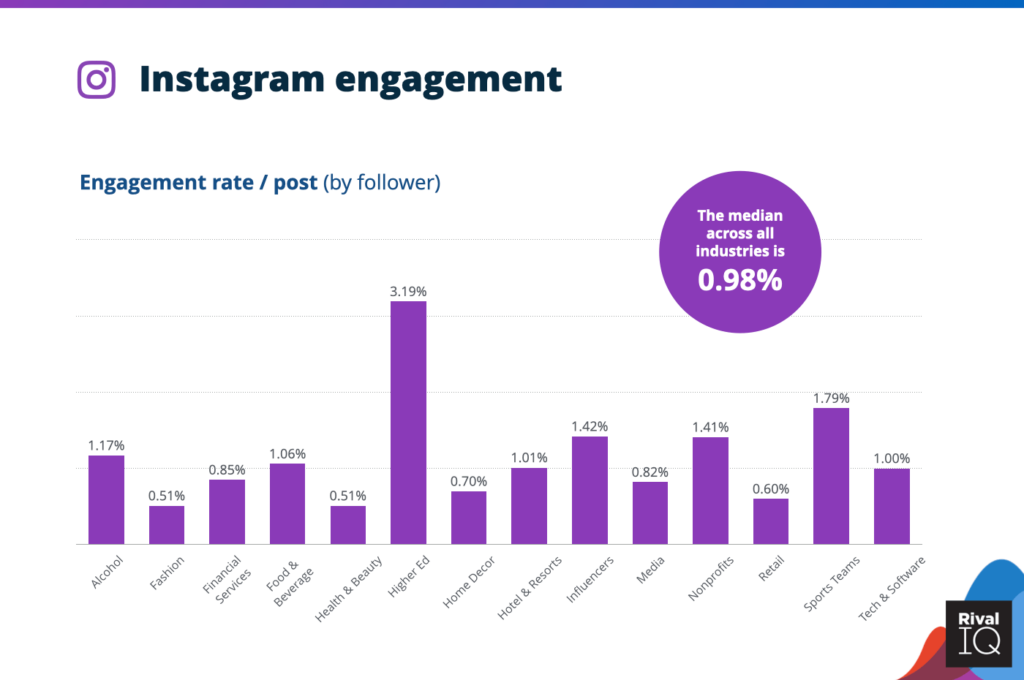 Instagram engagement
Engagement rate / post (by follower)
The median
across all
industries is
0.98%
3.19%
1.79%
1.42%
1.41%
1.17%
1.06%
1.01%
1.00%
0.85%
0.82%
0.70%
0.60%
0.51%
0.51%
Alcohol
Fashion
Financial
Services
Food &
Beverage
Health & Beauty
Higher Ed
Home Decor
Hotel & Resorts
Influencers
Media
Nonprofits
Retail
Sports Teams
Tech & Software
Rival
IQ